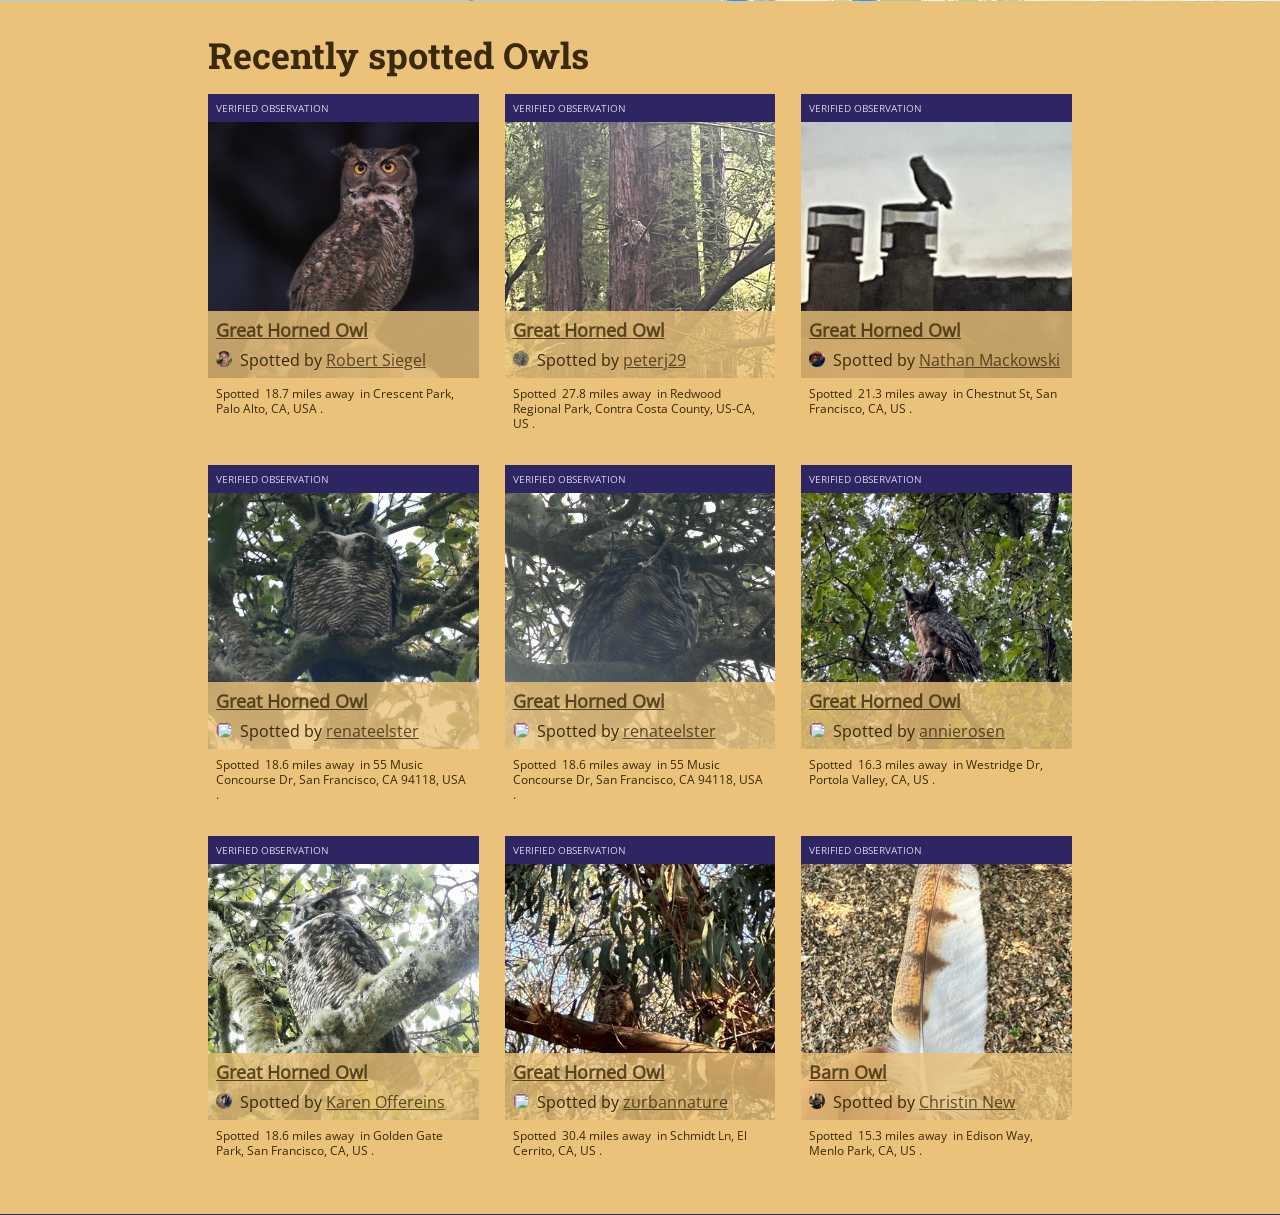 Recently spotted Owls
VERIFIED OBSERVATION
Great Horned Owl
Spotted by Robert Siegel
Spotted 18.7 miles away in Crescent Park,
Palo Alto, CA, USA .
VERIFIED OBSERVATION
Great Horned Owl
Spotted by peterj29
Spotted 27.8 miles away in Redwood
Regional Park, Contra Costa County, US-CA,
US .
VERIFIED OBSERVATION
Great Horned Owl
Spotted by Nathan Mackowski
Spotted 21.3 miles away in Chestnut St, San
Francisco, CA, US .
VERIFIED OBSERVATION
Great Horned Owl
Spotted by renateelster
Spotted 18.6 miles away in 55 Music
Concourse Dr, San Francisco, CA 94118, USA
.
VERIFIED OBSERVATION
Great Horned Owl
Spotted by renateelster
Spotted 18.6 miles away in 55 Music
Concourse Dr, San Francisco, CA 94118, USA
.
VERIFIED OBSERVATION
Great Horned Owl
Spotted by annierosen
Spotted 16.3 miles away in Westridge Dr,
Portola Valley, CA, US .
VERIFIED OBSERVATION
Great Horned Owl
Spotted by Karen Offereins
Spotted 18.6 miles away in Golden Gate
Park, San Francisco, CA, US .
VERIFIED OBSERVATION
Great Horned Owl
Spotted by zurbannature
Spotted 30.4 miles away in Schmidt Ln, El
Cerrito, CA, US .
VERIFIED OBSERVATION
Barn Owl
Spotted by Christin New
Spotted 15.3 miles away in Edison Way,
Menlo Park, CA, US .